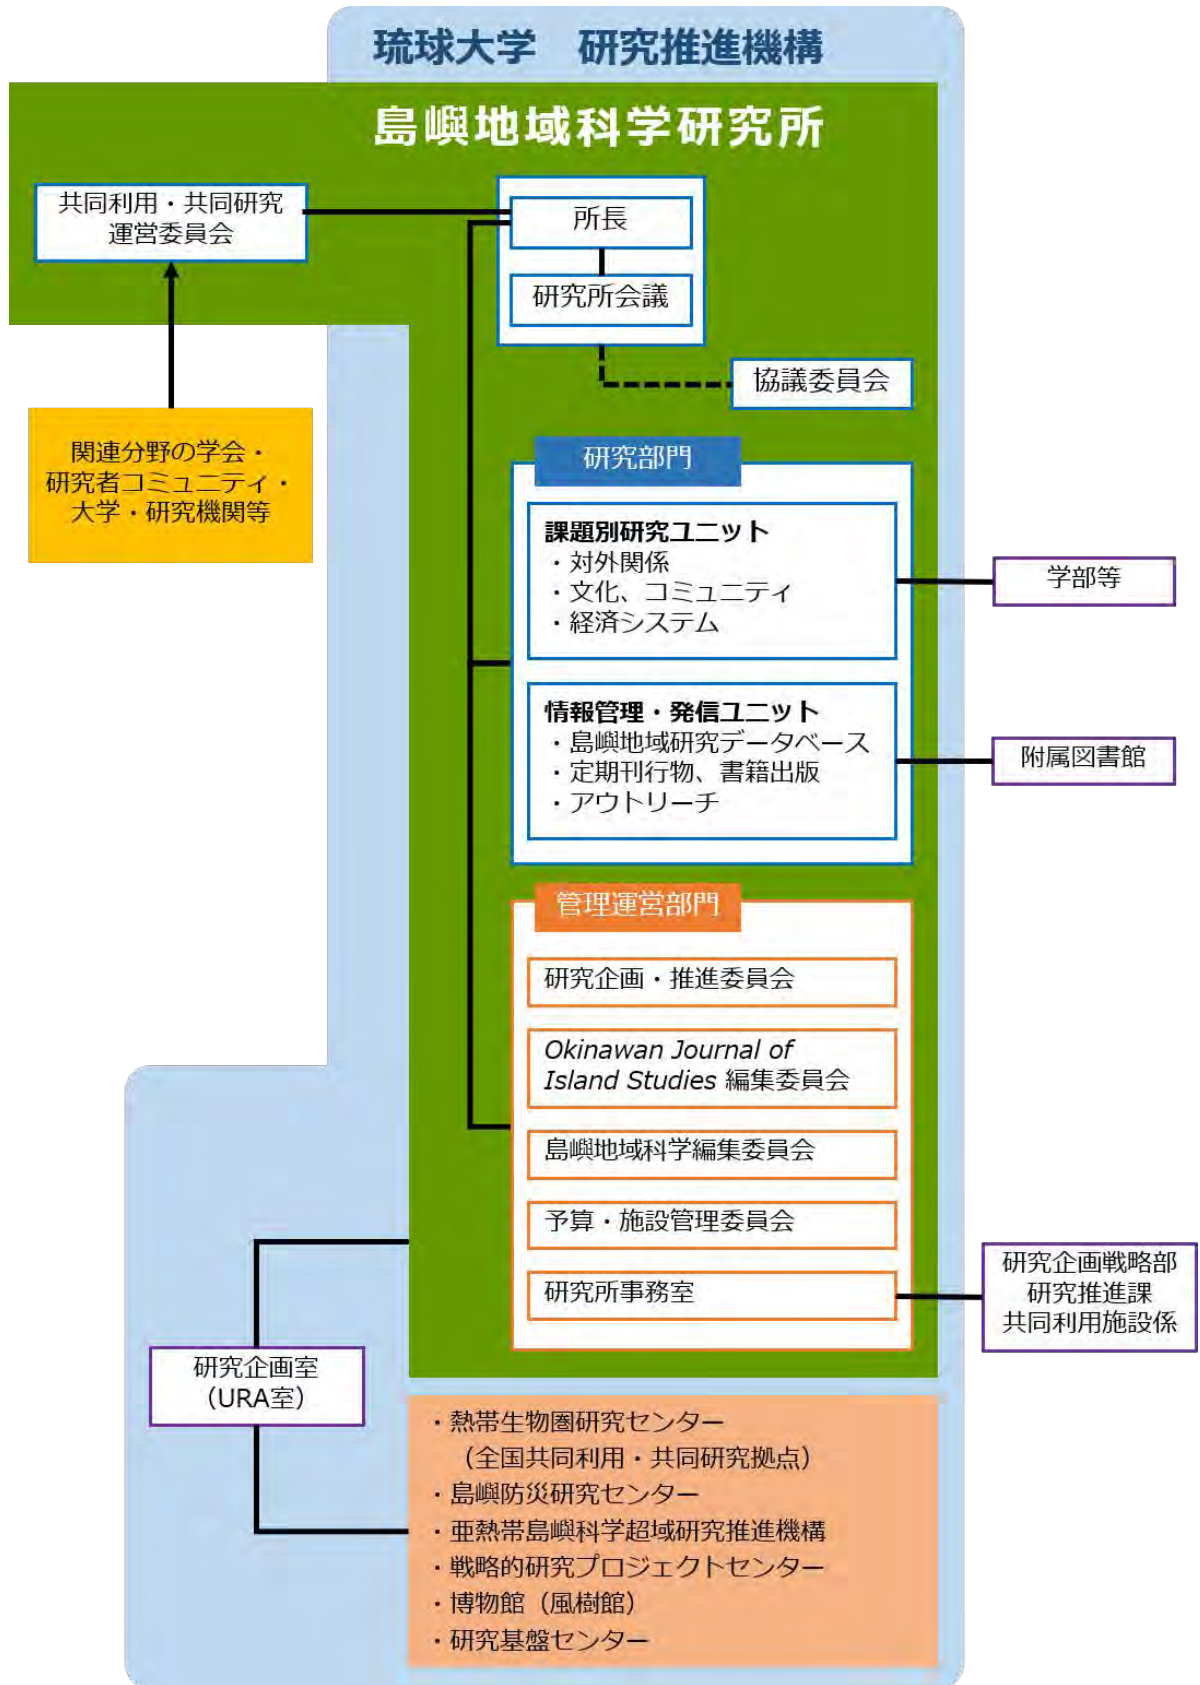 琉球大学　研究推進機構
島嶼地域科学研究所
共同利用・共同研究
運営委員会
所長
研究所会議
協議委員会
関連分野の学会・
研究者コミュニティ・
大学・研究機関等
研究部門
課題別研究ユニット
・対外関係
・文化、コミュニティ
・経済システム
学部等
情報管理・発信ユニット
・島嶼地域研究データベース
・定期刊行物、書籍出版
・アウトリーチ
附属図書館
管理運営部門
研究企画・推進委員会
Okinawan Journal of
Island Studies 編集委員会
島嶼地域科学編集委員会
予算・施設管理委員会
研究所事務室
研究企画戦略部
研究推進課
共同利用施設係
研究企画室
（URA室）
・熱帯生物圏研究センター
（全国共同利用・共同研究拠点）
・島嶼防災研究センター
・亜熱帯島嶼科学超域研究推進機構
・戦略的研究プロジェクトセンター
・博物館（風樹館）
・研究基盤センター